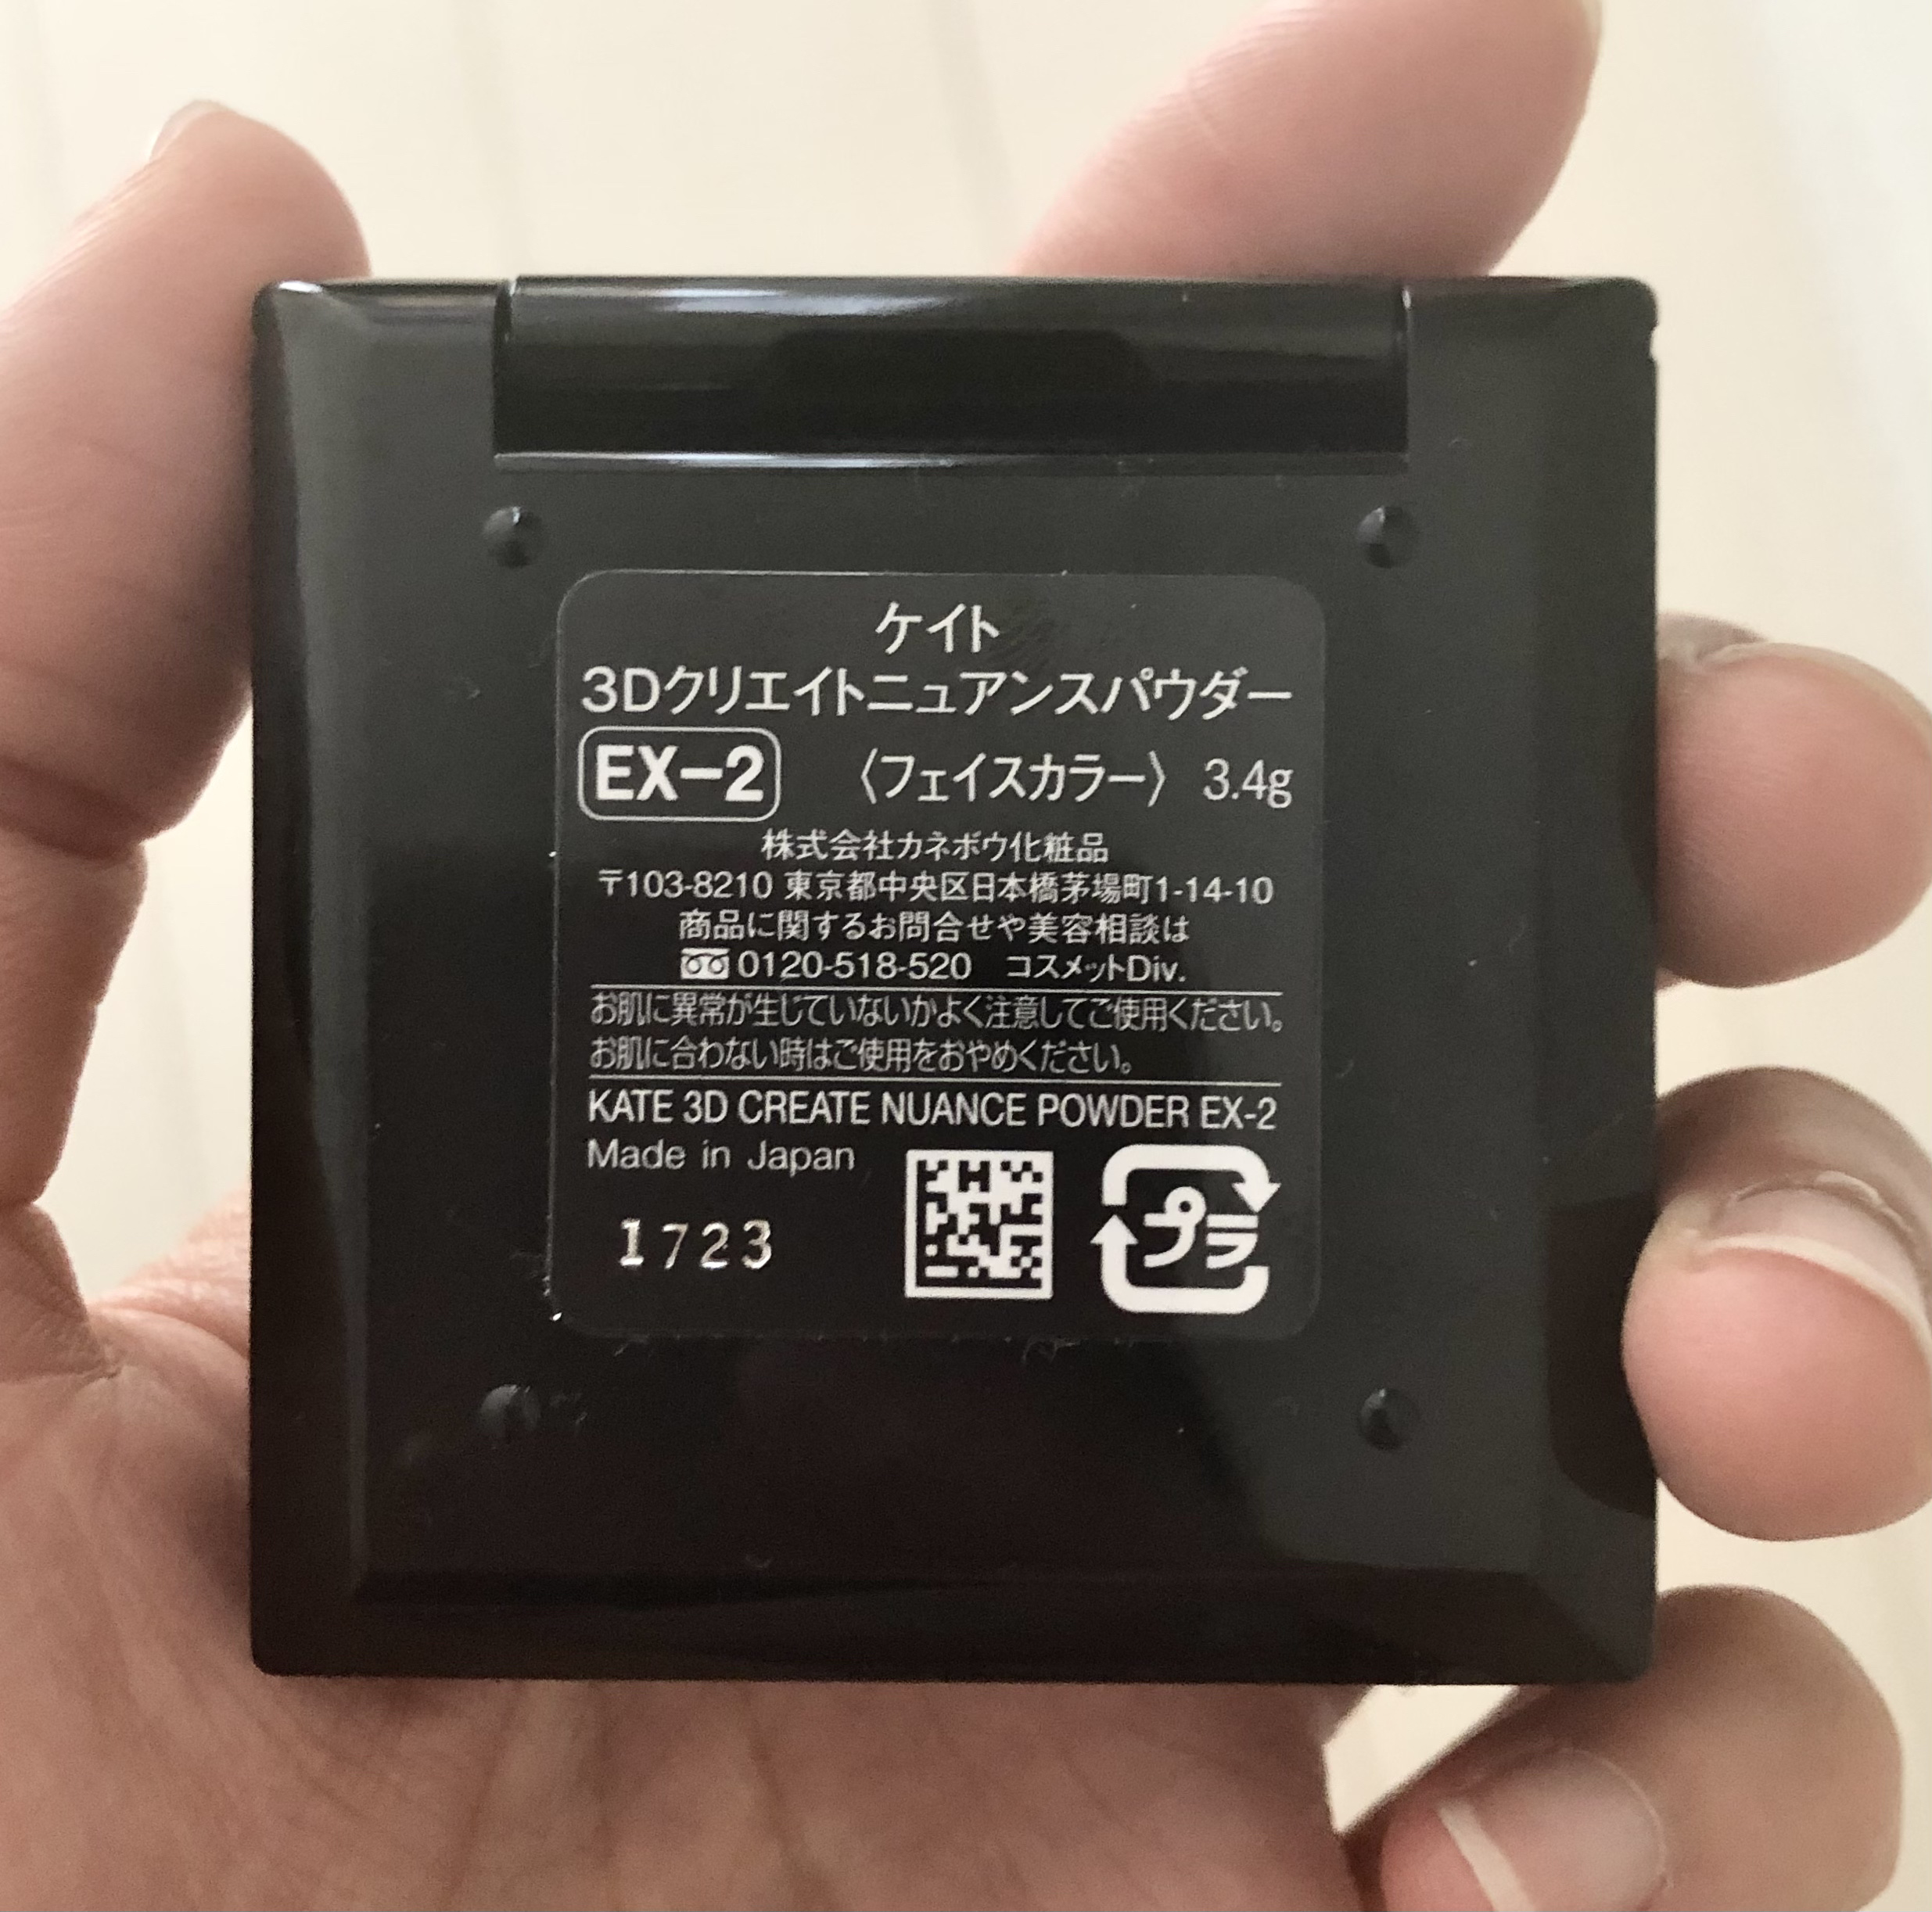 ケイト
3Dクリエイトニュアンスパウダー
EX-2 〈フェイスカラー〉 3.4g
株式会社カネボウ化粧品
〒103-8210 東京都中央区日本橋茅場町1-14-10
商品に関するお問合せや美容相談は
0120-518-520 コスメットDiv.
お肌に異常が生じていないかよく注意してご使用ください。
お肌に合わない時はご使用をおやめください。
KATE 3D CREATE NUANCE POWDER EX-2
Made in Japan
1723
プラ